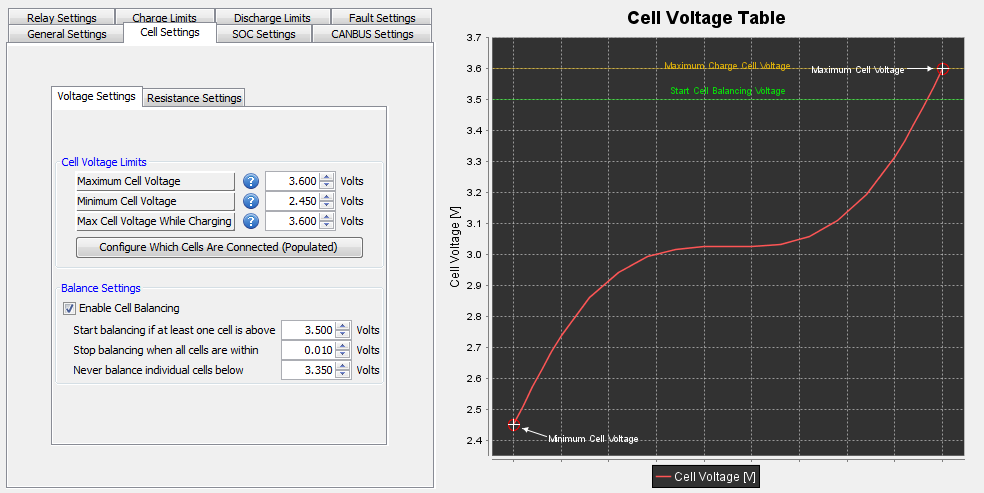 Relay Settings
Charge Limits
Discharge Limits
Fault Settings
General Settings
Cell Settings
SOC Settings
CANBUS Settings
Voltage Settings
Resistance Settings
Cell Voltage Limits
Maximum Cell Voltage ? 3.600 Volts
Minimum Cell Voltage ? 2.450 Volts
Max Cell Voltage While Charging ? 3.600 Volts
Configure Which Cells Are Connected (Populated)
Balance Settings
Enable Cell Balancing
Start balancing if at least one cell is above 3.500 Volts
Stop balancing when all cells are within 0.010 Volts
Never balance individual cells below 3.350 Volts
Cell Voltage Table
Cell Voltage [V]
3.7
3.6
3.5
3.4
3.3
3.2
3.1
3.0
2.9
2.8
2.7
2.6
2.5
2.4
Maximum Charge Cell Voltage
Maximum Cell Voltage
Start Cell Balancing Voltage
Minimum Cell Voltage
Cell Voltage [V]